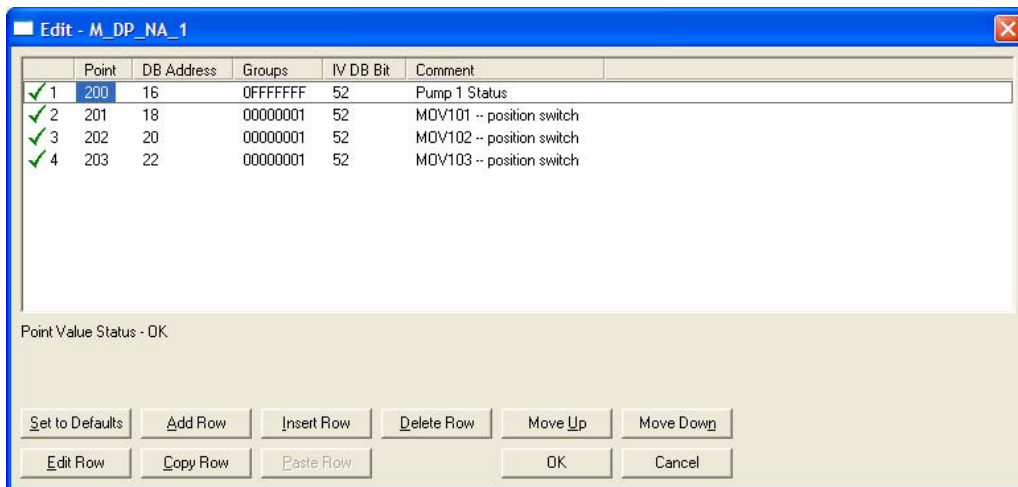 Edit - M_DP_NA_1
Point DB Address Groups IV DB Bit Comment
1 200 16 0FFFFFFF 52 Pump 1 Status
2 201 18 00000001 52 MOV101 -- position switch
3 202 20 00000001 52 MOV102 -- position switch
4 203 22 00000001 52 MOV103 -- position switch
Point Value Status - OK
Set to Defaults Add Row Insert Row Delete Row Move Up Move Down
Edit Row Copy Row Paste Row OK Cancel